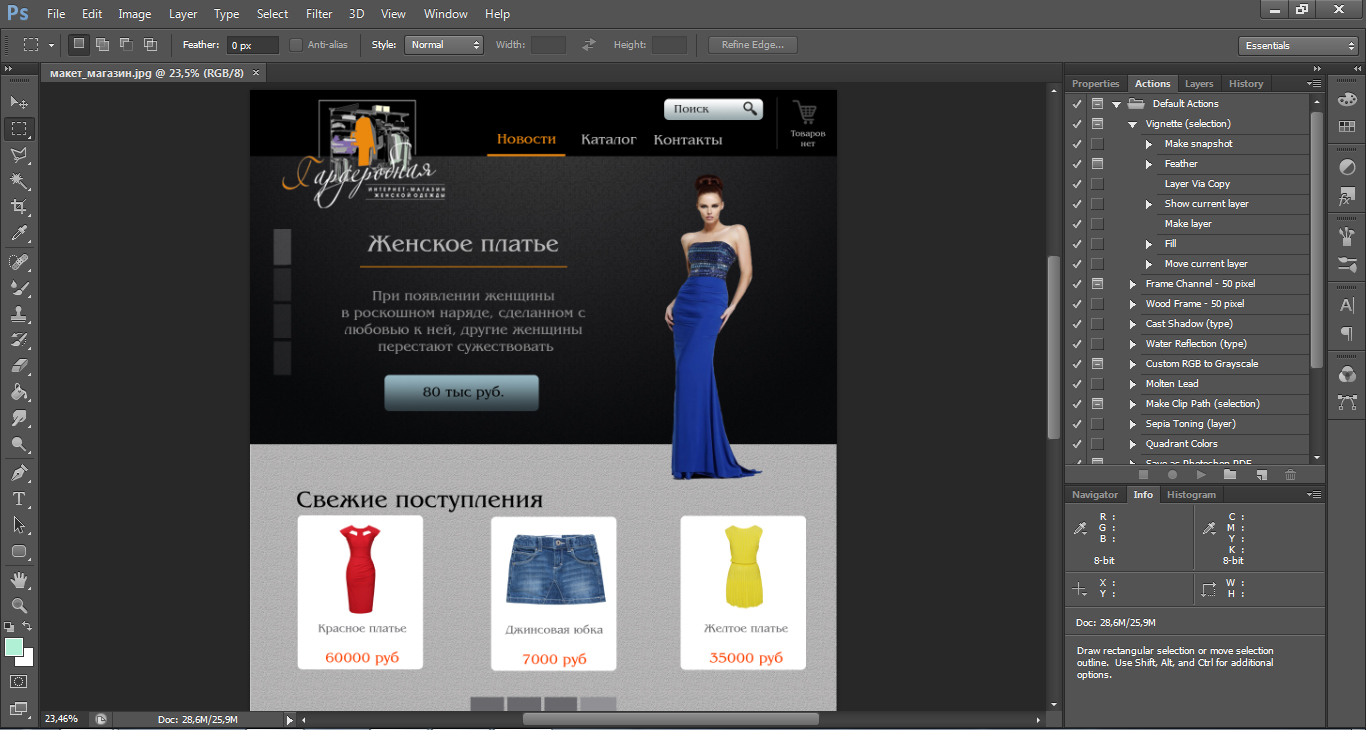 Ps File Edit Image Layer Type Select Filter 3D View Window Help
Feather: 0 px Anti-alias Style: Normal Width: Height: Refine Edge... Essentials
макет_магазин.jpg @ 23,5% (RGB/8) ×
Поиск
Новости Каталог Контакты
Товаров
нет
Гардеробная
ИНТЕРНЕТ-МАГАЗИН
ЖЕНСКОЙ ОДЕЖДЫ
Женское платье
При появлении женщины
в роскошном наряде, сделанном с
любовью к ней, другие женщины
перестают сужествовать
80 тыс руб.
Свежие поступления
Красное платье
60000 руб
Джинсовая юбка
7000 руб
Желтое платье
35000 руб
Properties Actions Layers History
Default Actions
Vignette (selection)
Make snapshot
Feather
Layer Via Copy
Show current layer
Make layer
Fill
Move current layer
Frame Channel - 50 pixel
Wood Frame - 50 pixel
Cast Shadow (type)
Water Reflection (type)
Custom RGB to Grayscale
Molten Lead
Make Clip Path (selection)
Sepia Toning (layer)
Quadrant Colors
Save as Photoshop PDF
Navigator Info Histogram
R : C :
G : M :
B : Y :
K :
8-bit 8-bit
X : W :
Y : H :
Doc: 28,6M/25,9M
Draw rectangular selection or move selection
outline. Use Shift, Alt, and Ctrl for additional
options.
23,46% Doc: 28,6M/25,9M